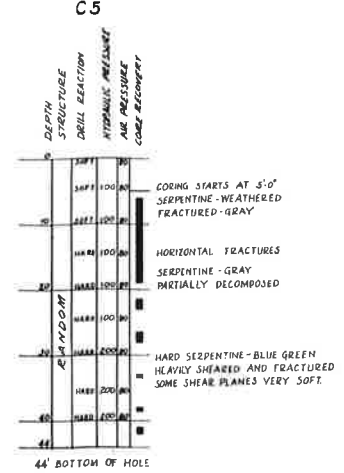 C5
DEPTH
STRUCTURE
DRILL REACTION
HYDRAULIC PRESSURE
AIR PRESSURE
CORE RECOVERY
0
SOFT 80
SOFT 100 80
CORING STARTS AT 5'-0"
SERPENTINE - WEATHERED
FRACTURED - GRAY
10 SOFT 100 80
HARD 100 80
HORIZONTAL FRACTURES
SERPENTINE - GRAY
PARTIALLY DECOMPOSED
20 HARD 100 80
RANDOM
HARD 100 80
30 HARD 200 80
HARD SERPENTINE - BLUE GREEN
HEAVILY SHEARED AND FRACTURED
SOME SHEAR PLANES VERY SOFT.
HARD 200 80
40 HARD 200 80
44
44' BOTTOM OF HOLE